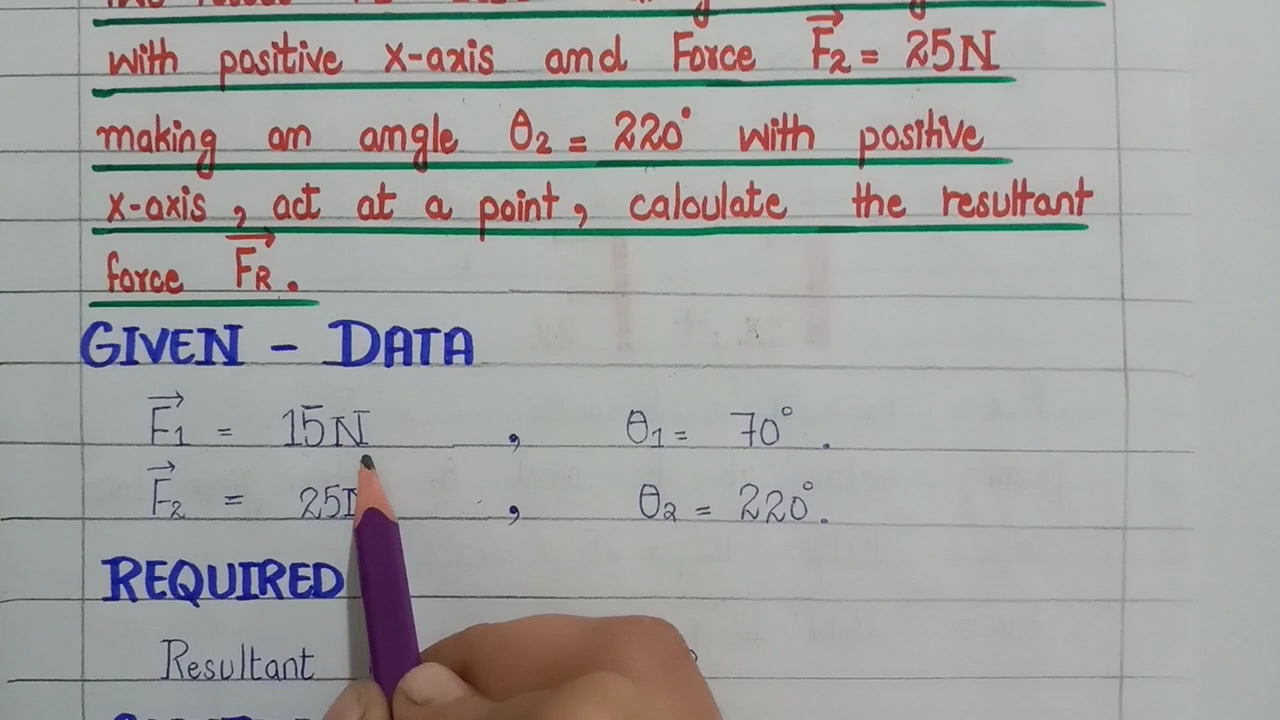 with positive x-axis and Force F₂ = 25N
making an angle θ₂ = 220° with positive
x-axis, act at a point, calculate the resultant
force F_R.
GIVEN - DATA
F₁ = 15N , θ₁ = 70°.
F₂ = 25N , θ₂ = 220°.
REQUIRED
Resultant